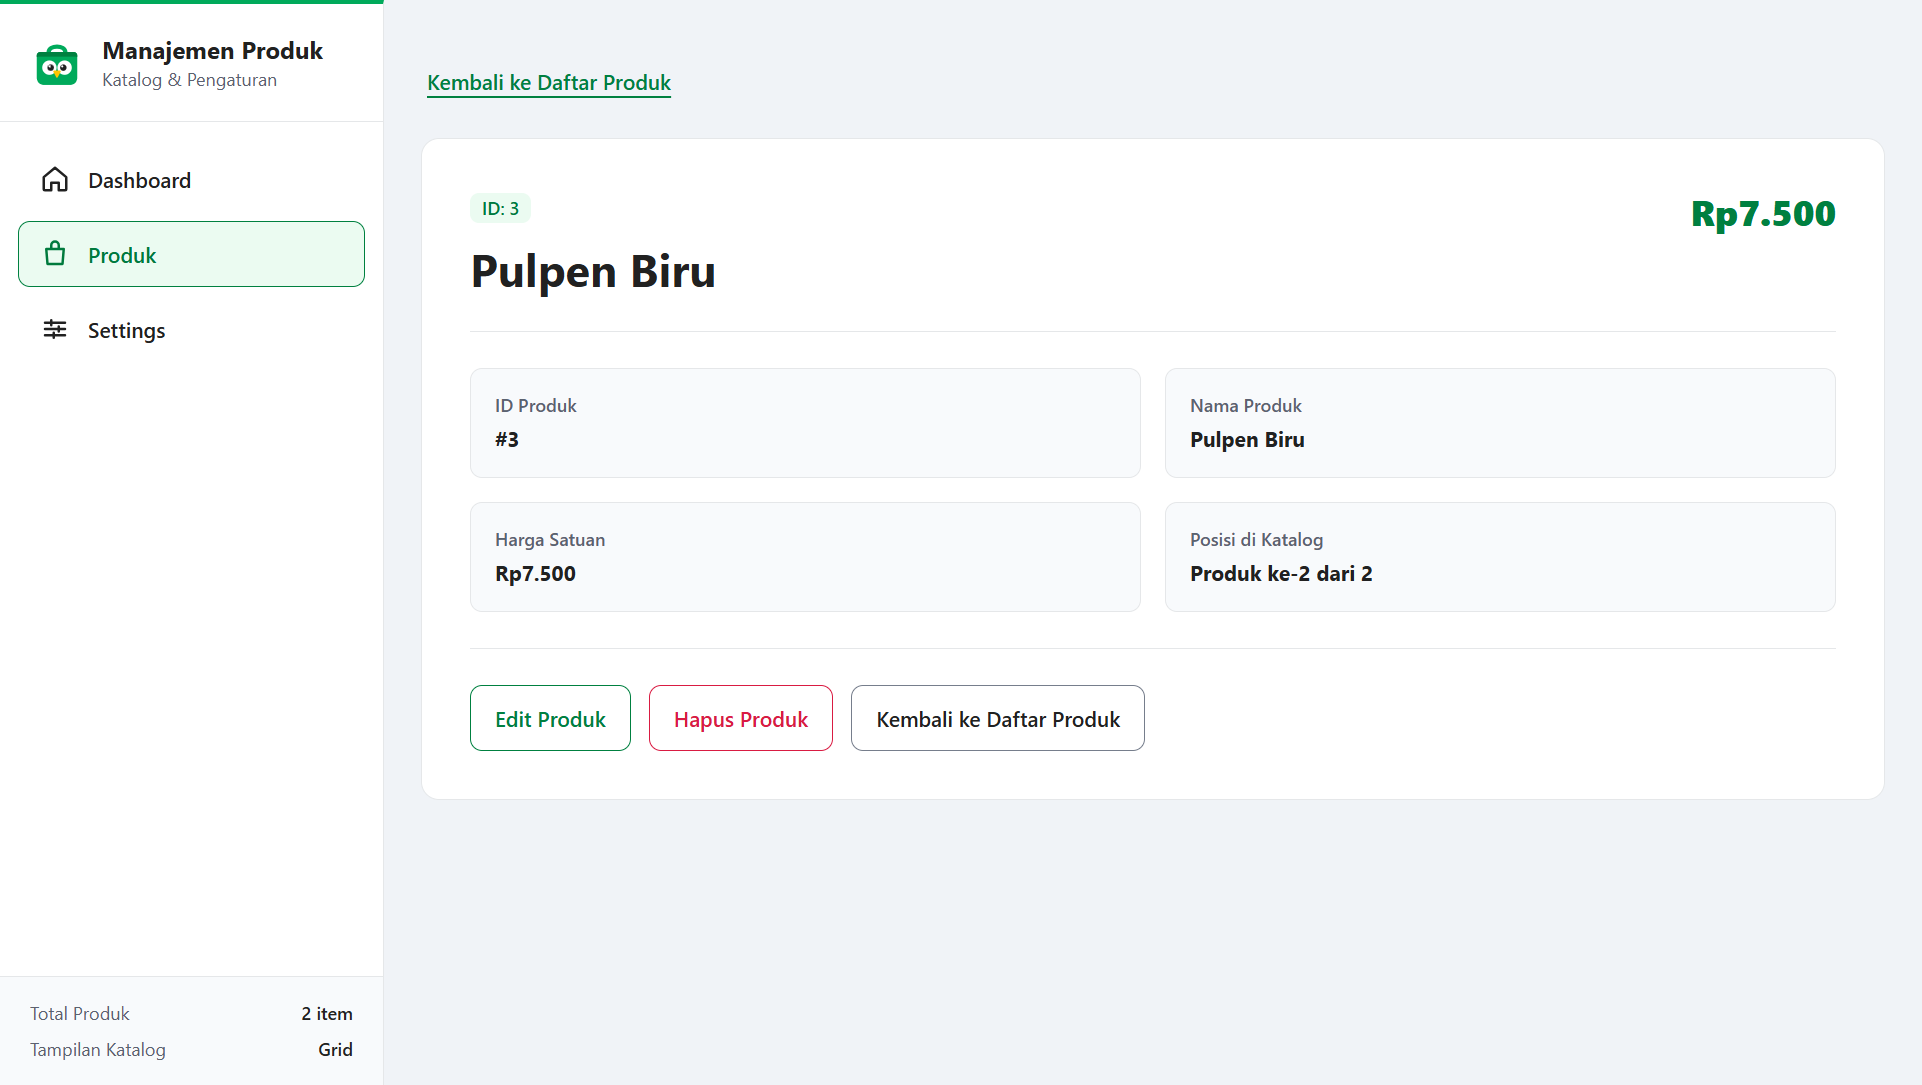 Manajemen Produk
Katalog & Pengaturan
Dashboard
Produk
Settings
Total Produk 2 item
Tampilan Katalog Grid
Kembali ke Daftar Produk
ID: 3
Rp7.500
Pulpen Biru
ID Produk
#3
Nama Produk
Pulpen Biru
Harga Satuan
Rp7.500
Posisi di Katalog
Produk ke-2 dari 2
Edit Produk
Hapus Produk
Kembali ke Daftar Produk